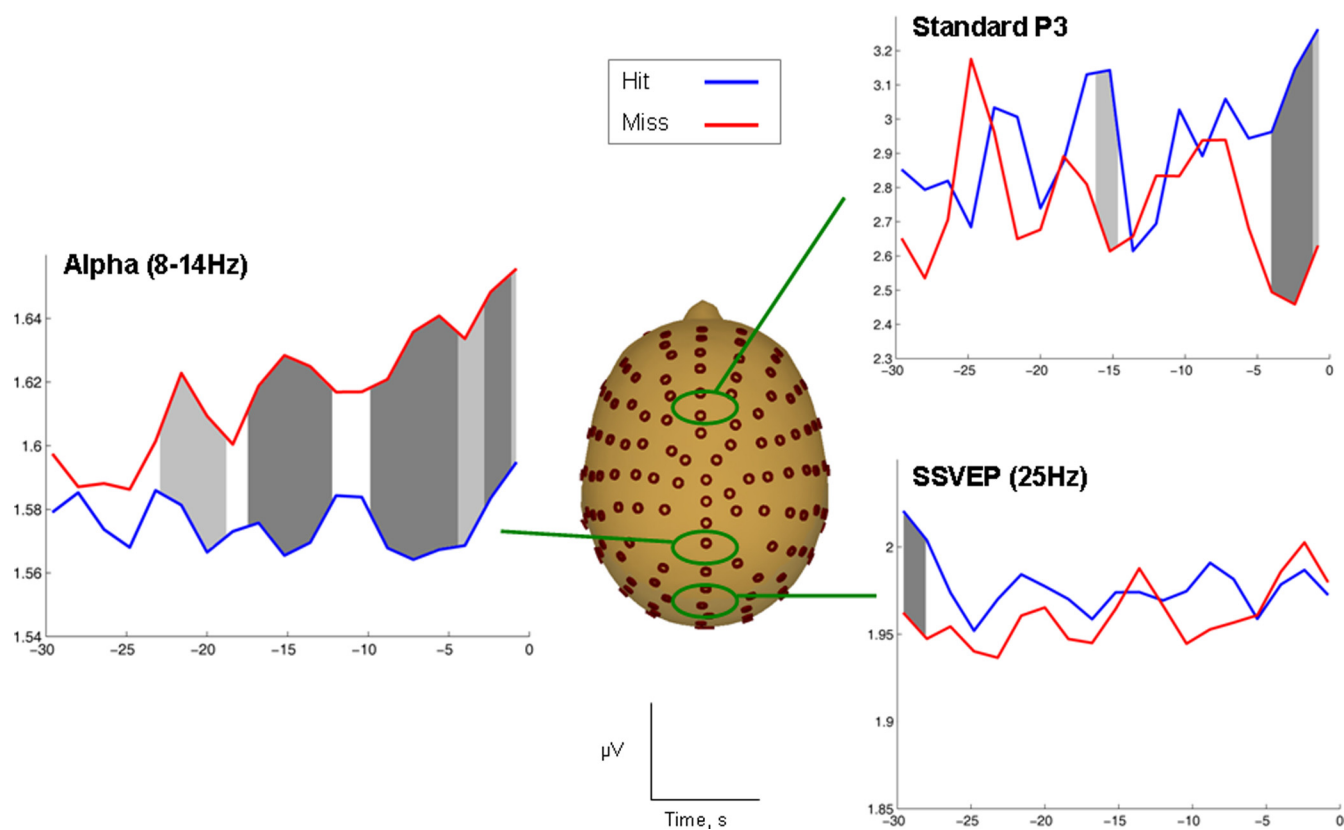 Standard P3
Hit
Miss
3.2
3.1
3
2.9
2.8
2.7
2.6
2.5
2.4
2.3
−30 −25 −20 −15 −10 −5 0
Alpha (8-14Hz)
1.64
1.62
1.6
1.58
1.56
1.54
−30 −25 −20 −15 −10 −5 0
SSVEP (25Hz)
2
1.95
1.9
1.85
−30 −25 −20 −15 −10 −5 0
µV
Time, s